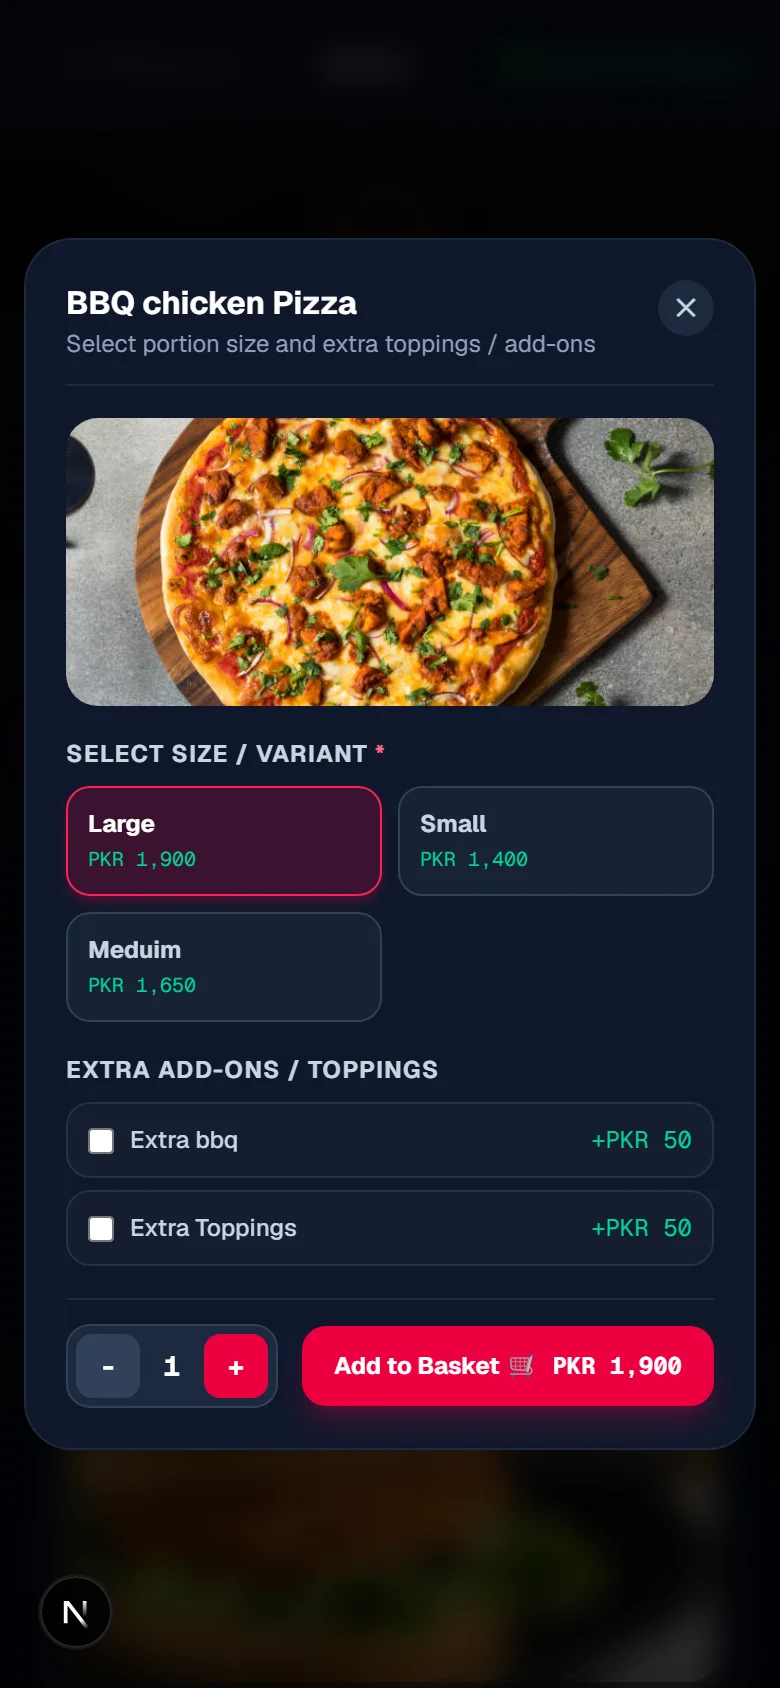 BBQ chicken Pizza
Select portion size and extra toppings / add-ons
SELECT SIZE / VARIANT *
Large
PKR 1,900
Small
PKR 1,400
Meduim
PKR 1,650
EXTRA ADD-ONS / TOPPINGS
Extra bbq +PKR 50
Extra Toppings +PKR 50
- 1 + Add to Basket 🛒 PKR 1,900
N